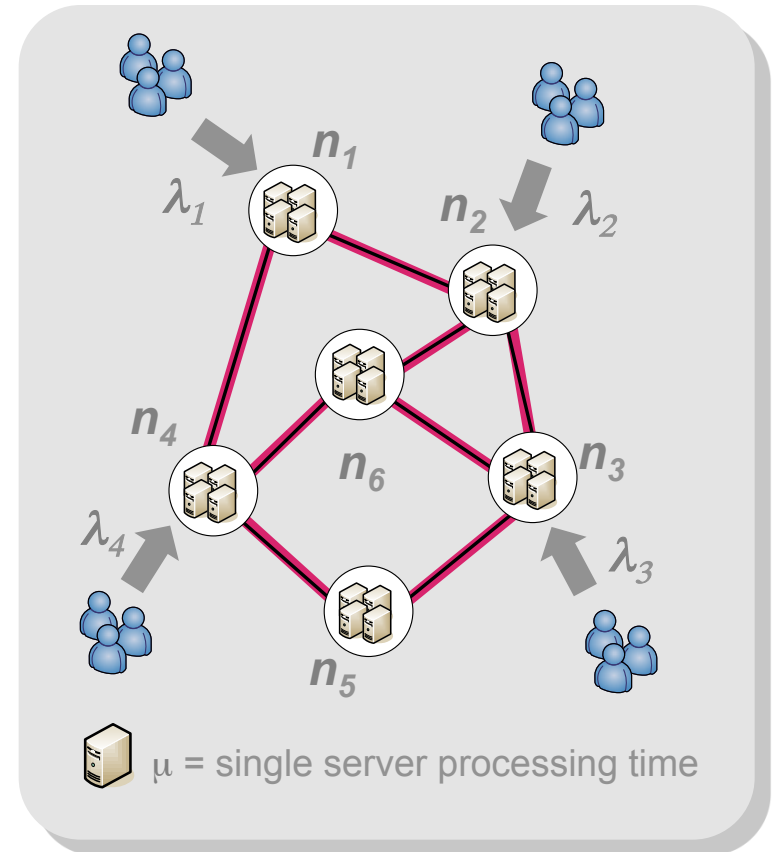 n1
λ1
n2
λ2
n4
n6
n3
λ4
λ3
n5
μ = single server processing time